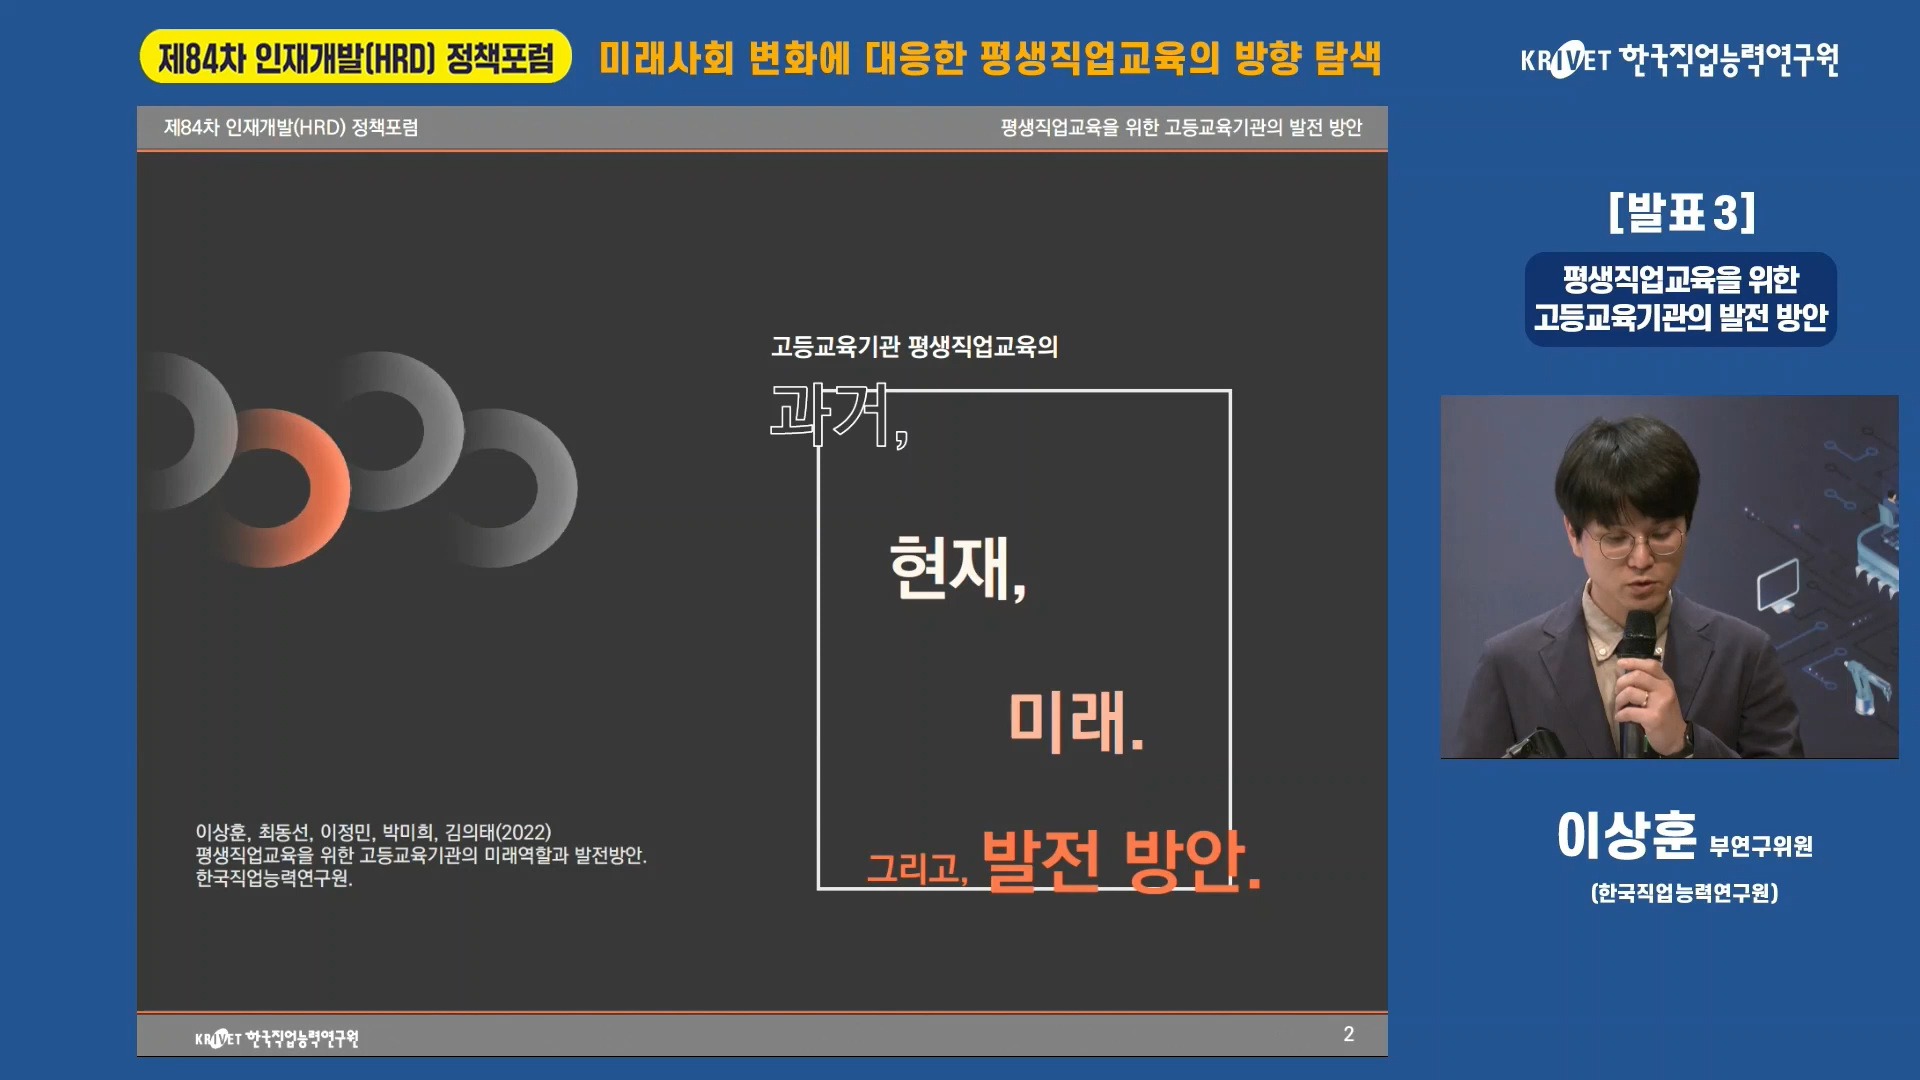 제84차 인재개발(HRD) 정책포럼
미래사회 변화에 대응한 평생직업교육의 방향 탐색
KRIVET 한국직업능력연구원
제84차 인재개발(HRD) 정책포럼
평생직업교육을 위한 고등교육기관의 발전 방안
고등교육기관 평생직업교육의
과거,
현재,
미래.
그리고, 발전 방안.
이상훈, 최동선, 이정민, 박미희, 김의태(2022)
평생직업교육을 위한 고등교육기관의 미래역할과 발전방안.
한국직업능력연구원.
KRIVET 한국직업능력연구원
2
[발표 3]
평생직업교육을 위한
고등교육기관의 발전 방안
이상훈 부연구위원
(한국직업능력연구원)